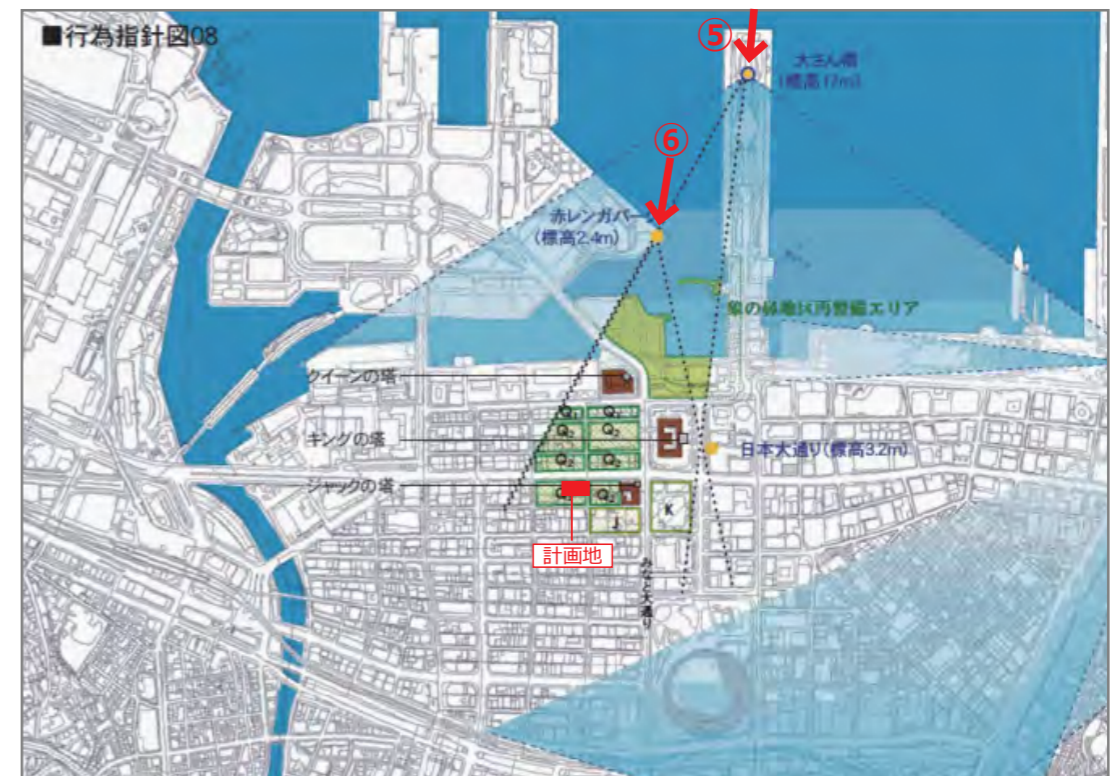 ■行為指針図08
⑤
大さん橋
(標高17m)
⑥
赤レンガパーク
(標高2.4m)
象の鼻地区再整備エリア
クイーンの塔
Q₁
Q₁
Q₂
Q₂
キングの塔
日本大通り(標高3.2m)
Q₂
Q₂
ジャックの塔
Q₂
J
K
計画地
みなと大通り